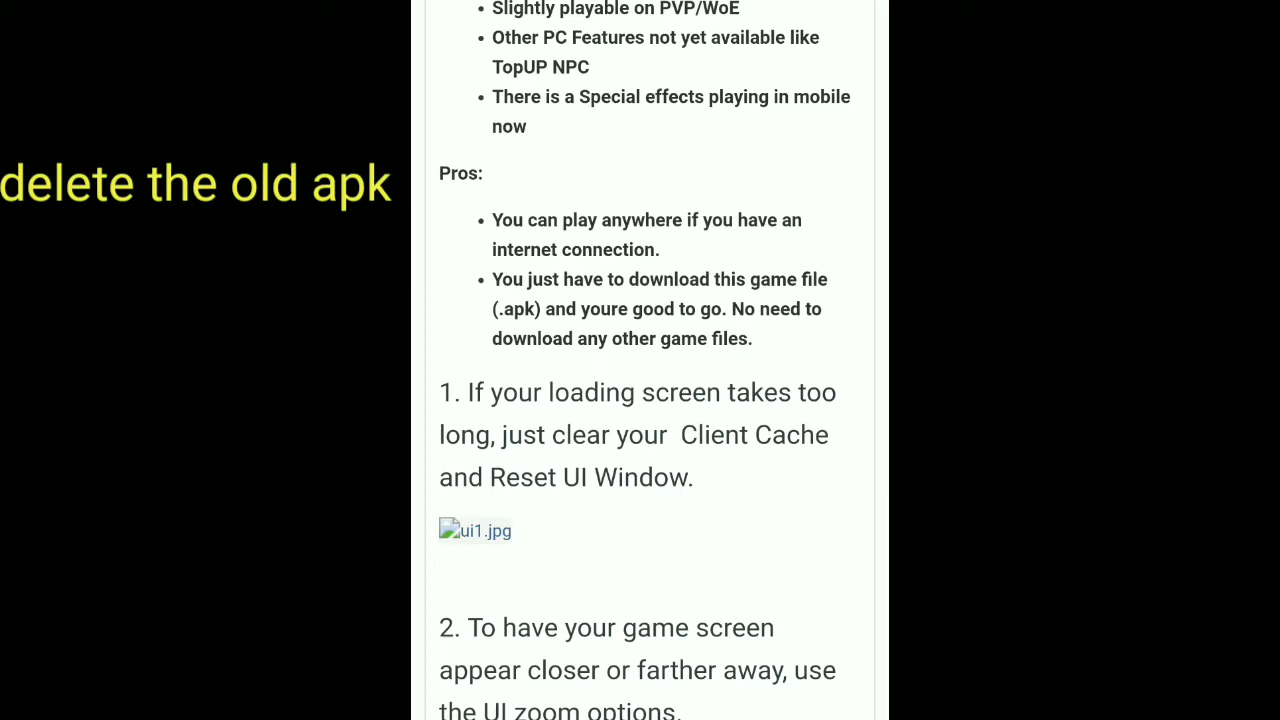 Slightly playable on PVP/WoE
Other PC Features not yet available like
TopUP NPC
There is a Special effects playing in mobile
now
delete the old apk
Pros:
You can play anywhere if you have an
internet connection.
You just have to download this game file
(.apk) and youre good to go. No need to
download any other game files.
1. If your loading screen takes too
long, just clear your  Client Cache
and Reset UI Window.
ui1.jpg
2. To have your game screen
appear closer or farther away, use
the UI zoom options.